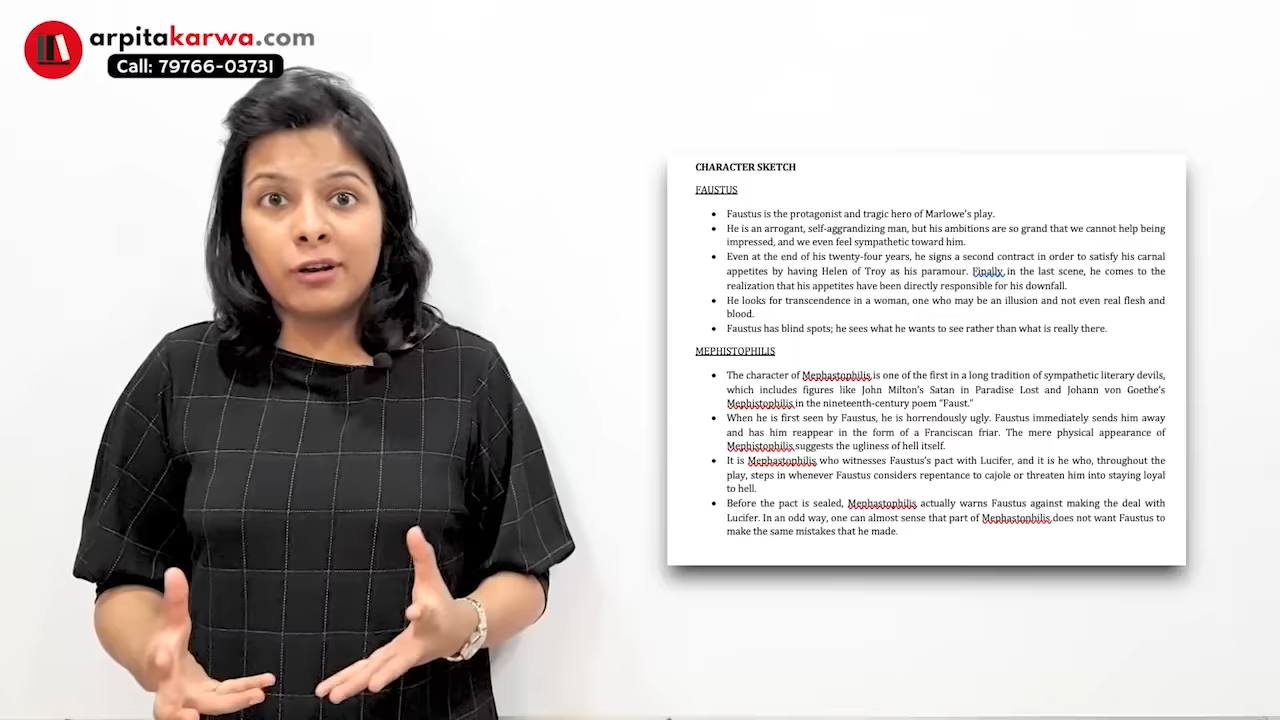 arpitakarwa.com
Call: 79766-03731
CHARACTER SKETCH
FAUSTUS
• Faustus is the protagonist and tragic hero of Marlowe's play.
• He is an arrogant, self-aggrandizing man, but his ambitions are so grand that we cannot help being
impressed, and we even feel sympathetic toward him.
• Even at the end of his twenty-four years, he signs a second contract in order to satisfy his carnal
appetites by having Helen of Troy as his paramour. Finally in the last scene, he comes to the
realization that his appetites have been directly responsible for his downfall.
• He looks for transcendence in a woman, one who may be an illusion and not even real flesh and
blood.
• Faustus has blind spots; he sees what he wants to see rather than what is really there.
MEPHISTOPHILIS
• The character of Mephastophilis is one of the first in a long tradition of sympathetic literary devils,
which includes figures like John Milton's Satan in Paradise Lost and Johann von Goethe's
Mephistophilis in the nineteenth-century poem "Faust."
• When he is first seen by Faustus, he is horrendously ugly. Faustus immediately sends him away
and has him reappear in the form of a Franciscan friar. The mere physical appearance of
Mephistophilis suggests the ugliness of hell itself.
• It is Mephastophilis who witnesses Faustus's pact with Lucifer, and it is he who, throughout the
play, steps in whenever Faustus considers repentance to cajole or threaten him into staying loyal
to hell.
• Before the pact is sealed, Mephastophilis actually warns Faustus against making the deal with
Lucifer. In an odd way, one can almost sense that part of Mephastophilis does not want Faustus to
make the same mistakes that he made.